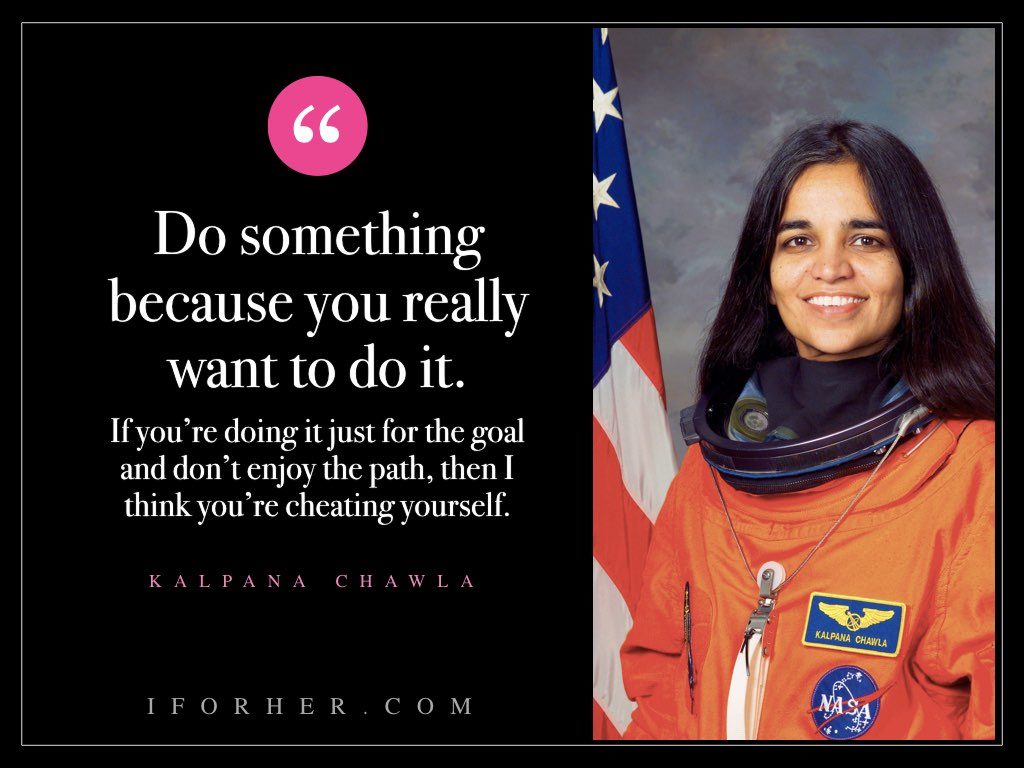 “
Do something
because you really
want to do it.
If you’re doing it just for the goal
and don’t enjoy the path, then I
think you’re cheating yourself.
KALPANA CHAWLA
IFORHER.COM
KALPANA CHAWLA
NASA